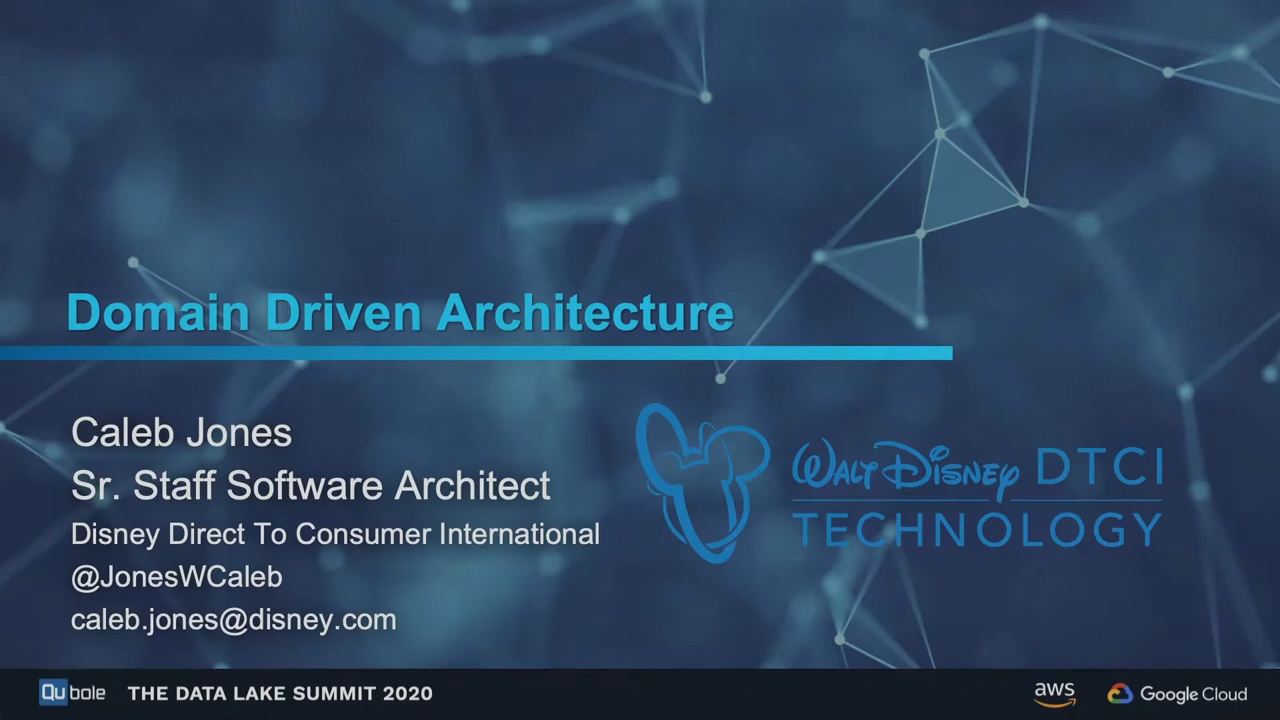 Domain Driven Architecture
Caleb Jones
Sr. Staff Software Architect
Disney Direct To Consumer International
@JonesWCaleb
caleb.jones@disney.com
WALT DISNEY DTCI
TECHNOLOGY
Qubole THE DATA LAKE SUMMIT 2020
aws Google Cloud